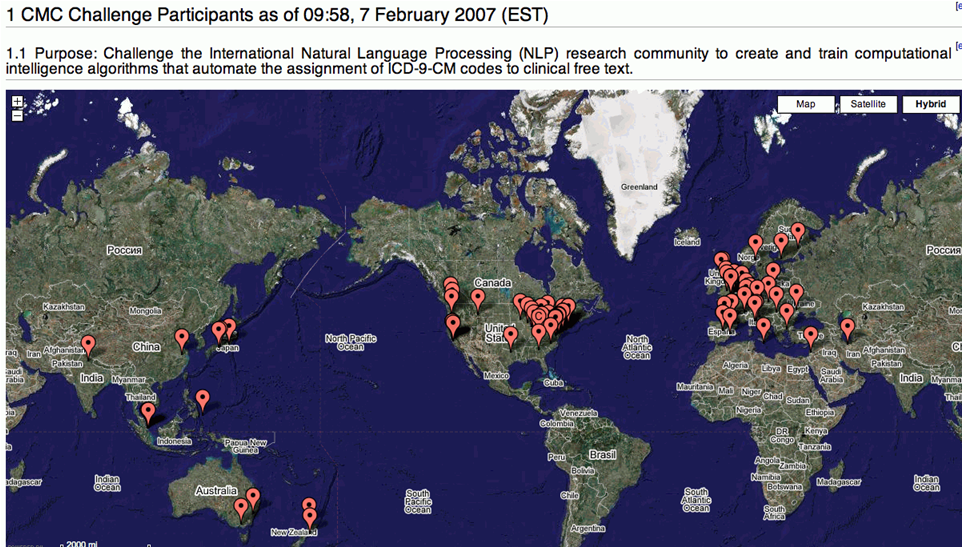 1 CMC Challenge Participants as of 09:58, 7 February 2007 (EST)
1.1 Purpose: Challenge the International Natural Language Processing (NLP) research community to create and train computational
intelligence algorithms that automate the assignment of ICD-9-CM codes to clinical free text.
Map
Satellite
Hybrid
Greenland
Iceland
Россия
Россия
Canada
Kazakhstan
Mongolia
Kazakhstan
China
Japan
North Pacific
Ocean
United
North
Atlantic
Ocean
Iraq
Iran
Afghanistan
Pakistan
Iran
Afghanistan
Pakistan
Saudi
Arabia
India
Myanmar
Thailand
Mexico
Cuba
Algeria
Libya
Egypt
Mauritania
Mali
Niger
Chad
Sudan
Nigeria
Ethiopia
India
Venezuela
Colombia
DR
Congo
Kenya
Tanzania
Indonesia
Papua New
Guinea
Peru
Brasil
Bolivia
Angola
Zambia
Namibia
Botswana
Madagascar
Indian
Ocean
Australia
South
Pacific
Ocean
Chile
South
Atlantic
Ocean
South
Africa
Indian
Ocean
Argentina
2000 mi